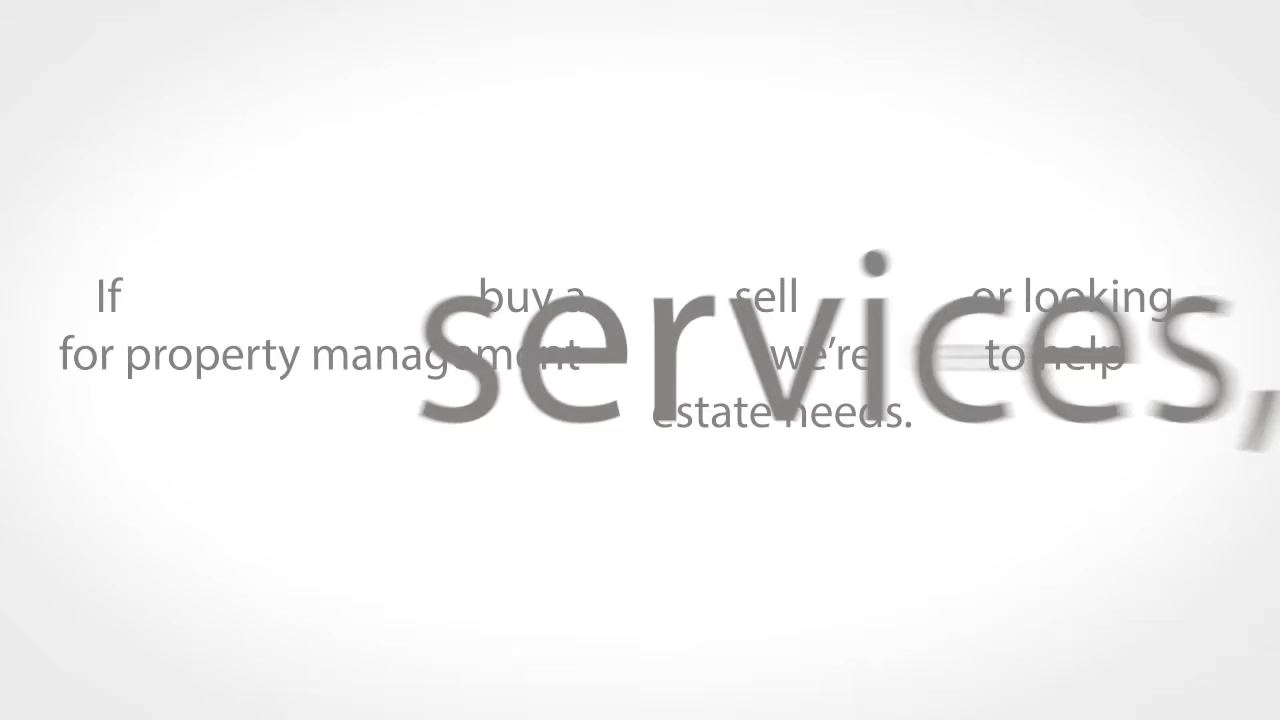 If buy a sell or looking
for property management services, we're to help
estate needs.